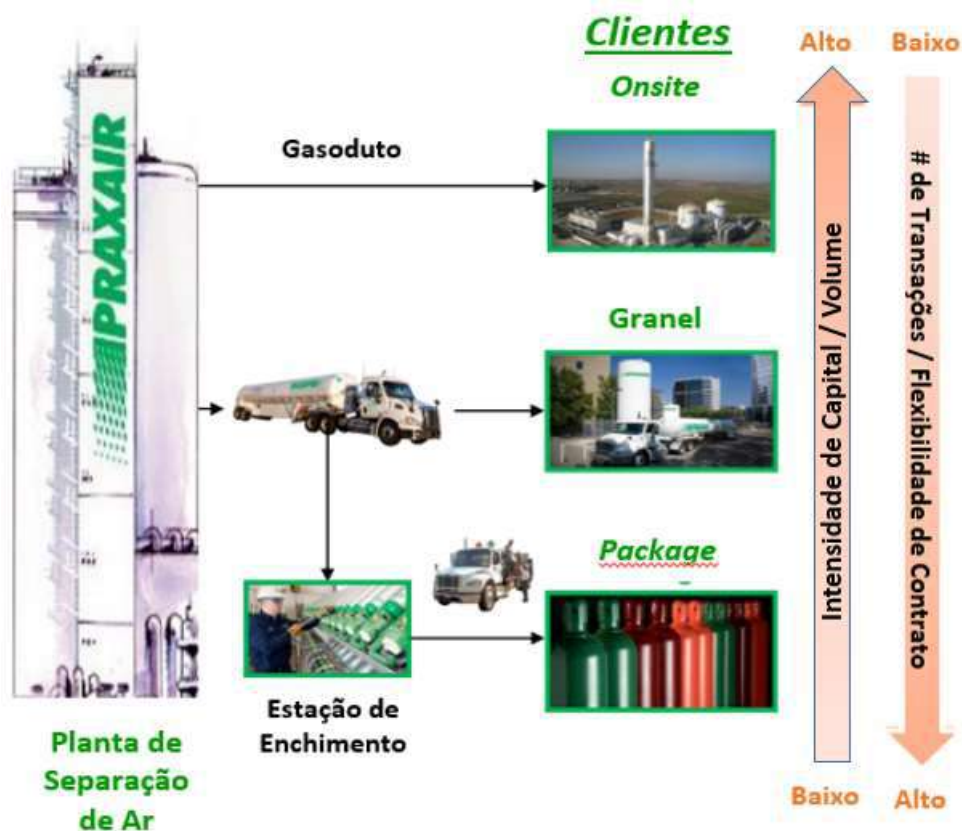 Clientes
Alto
Baixo
Onsite
PRAXAIR
Gasoduto
Granel
Intensidade de Capital / Volume
# de Transações / Flexibilidade de Contrato
Package
Estação de
Enchimento
Planta de
Separação
de Ar
Baixo
Alto